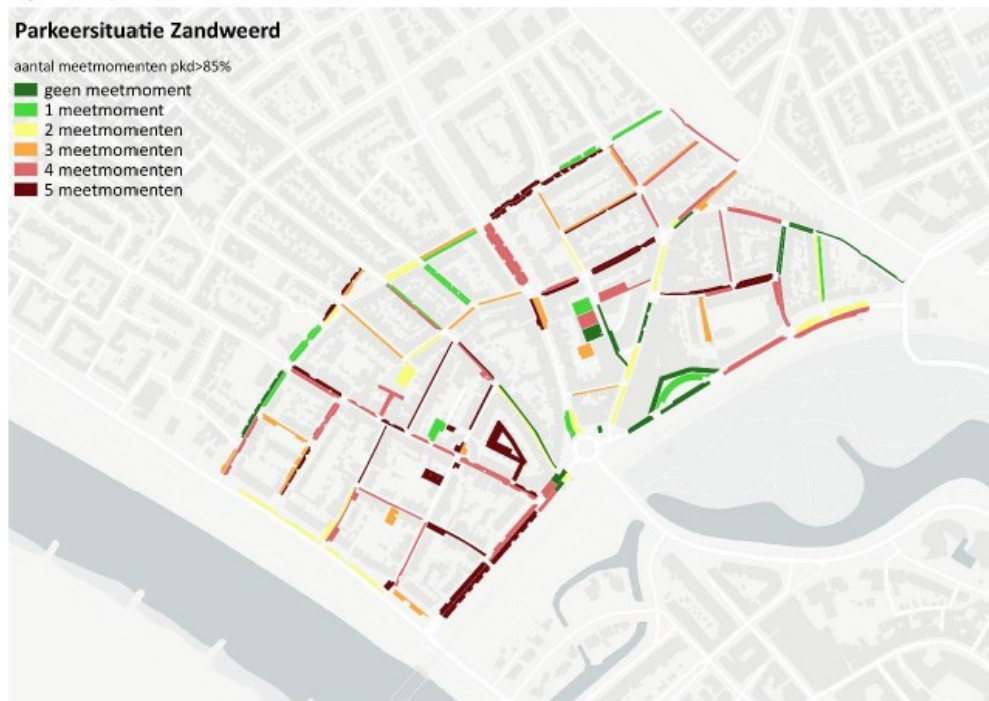 Parkeersituatie Zandweerd
aantal meetmomenten pkd>85%
geen meetmoment
1 meetmoment
2 meetmomenten
3 meetmomenten
4 meetmomenten
5 meetmomenten